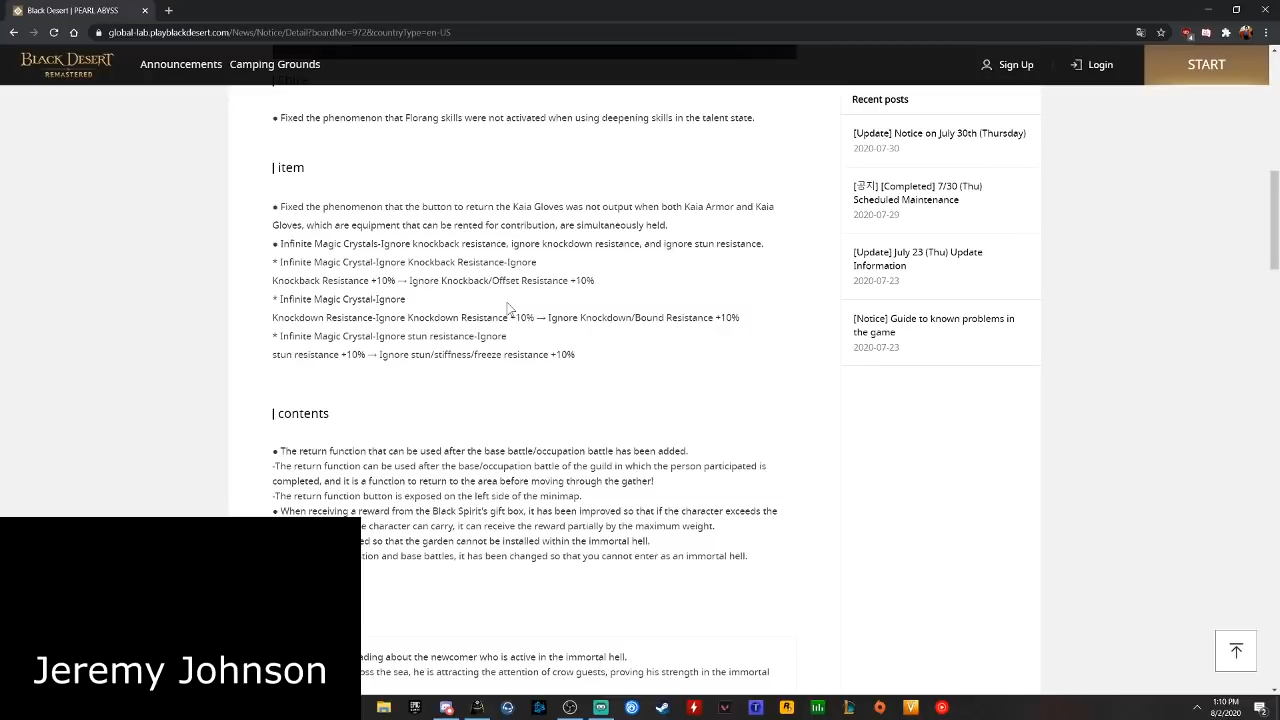 Black Desert | PEARL ABYSS
global-lab.playblackdesert.com/News/Notice/Detail?boardNo=972&countryType=en-US
BLACK DESERT
REMASTERED
Announcements
Camping Grounds
Sign Up
Login
START
● Fixed the phenomenon that Florang skills were not activated when using deepening skills in the talent state.
| item
● Fixed the phenomenon that the button to return the Kaia Gloves was not output when both Kaia Armor and Kaia
Gloves, which are equipment that can be rented for contribution, are simultaneously held.
● Infinite Magic Crystals-Ignore knockback resistance, ignore knockdown resistance, and ignore stun resistance.
* Infinite Magic Crystal-Ignore Knockback Resistance-Ignore
Knockback Resistance +10% → Ignore Knockback/Offset Resistance +10%
* Infinite Magic Crystal-Ignore
Knockdown Resistance-Ignore Knockdown Resistance +10% → Ignore Knockdown/Bound Resistance +10%
* Infinite Magic Crystal-Ignore stun resistance-Ignore
stun resistance +10% → Ignore stun/stiffness/freeze resistance +10%
| contents
● The return function that can be used after the base battle/occupation battle has been added.
-The return function can be used after the base/occupation battle of the guild in which the person participated is
completed, and it is a function to return to the area before moving through the gather!
-The return function button is exposed on the left side of the minimap.
● When receiving a reward from the Black Spirit's gift box, it has been improved so that if the character exceeds the
character can carry, it can receive the reward partially by the maximum weight.
so that the garden cannot be installed within the immortal hell.
and base battles, it has been changed so that you cannot enter as an immortal hell.
about the newcomer who is active in the immortal hell.
the sea, he is attracting the attention of crow guests, proving his strength in the immortal
Recent posts
[Update] Notice on July 30th (Thursday)
2020-07-30
[공지] [Completed] 7/30 (Thu)
Scheduled Maintenance
2020-07-29
[Update] July 23 (Thu) Update
Information
2020-07-23
[Notice] Guide to known problems in
the game
2020-07-23
Jeremy Johnson
1:10 PM
8/2/2020